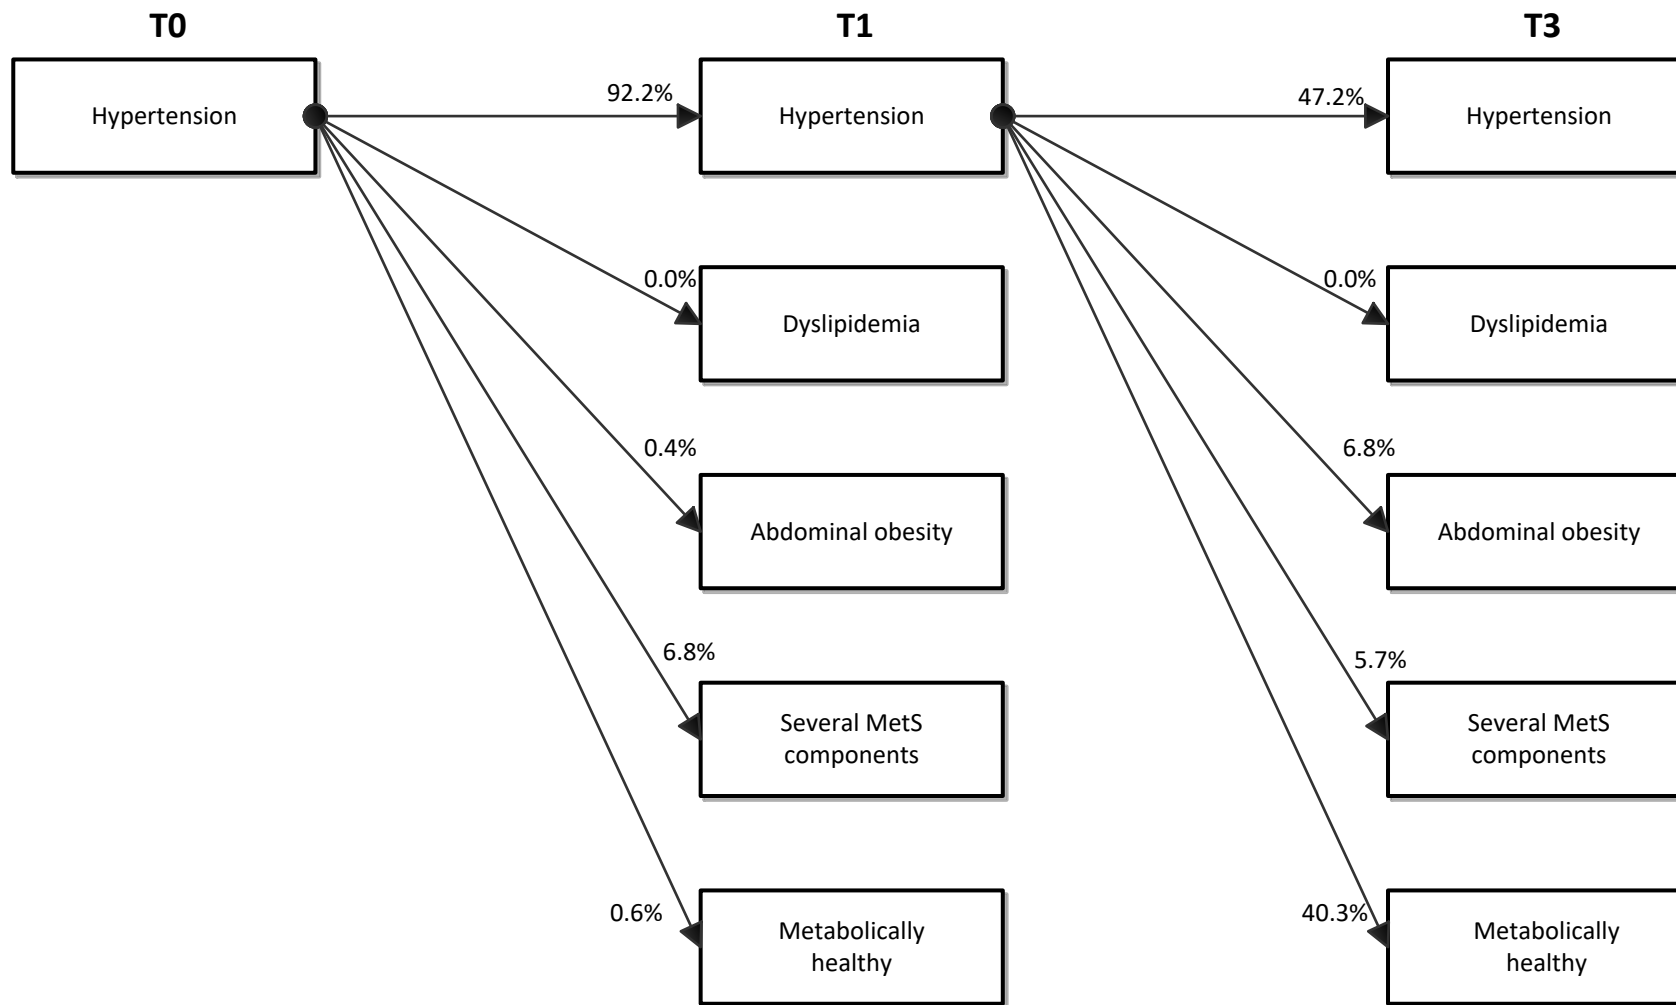 T0
T1
T3
Hypertension
92.2%
Hypertension
47.2%
Hypertension
0.0%
Dyslipidemia
0.0%
Dyslipidemia
0.4%
Abdominal obesity
6.8%
Abdominal obesity
6.8%
Several MetS
components
5.7%
Several MetS
components
0.6%
Metabolically
healthy
40.3%
Metabolically
healthy